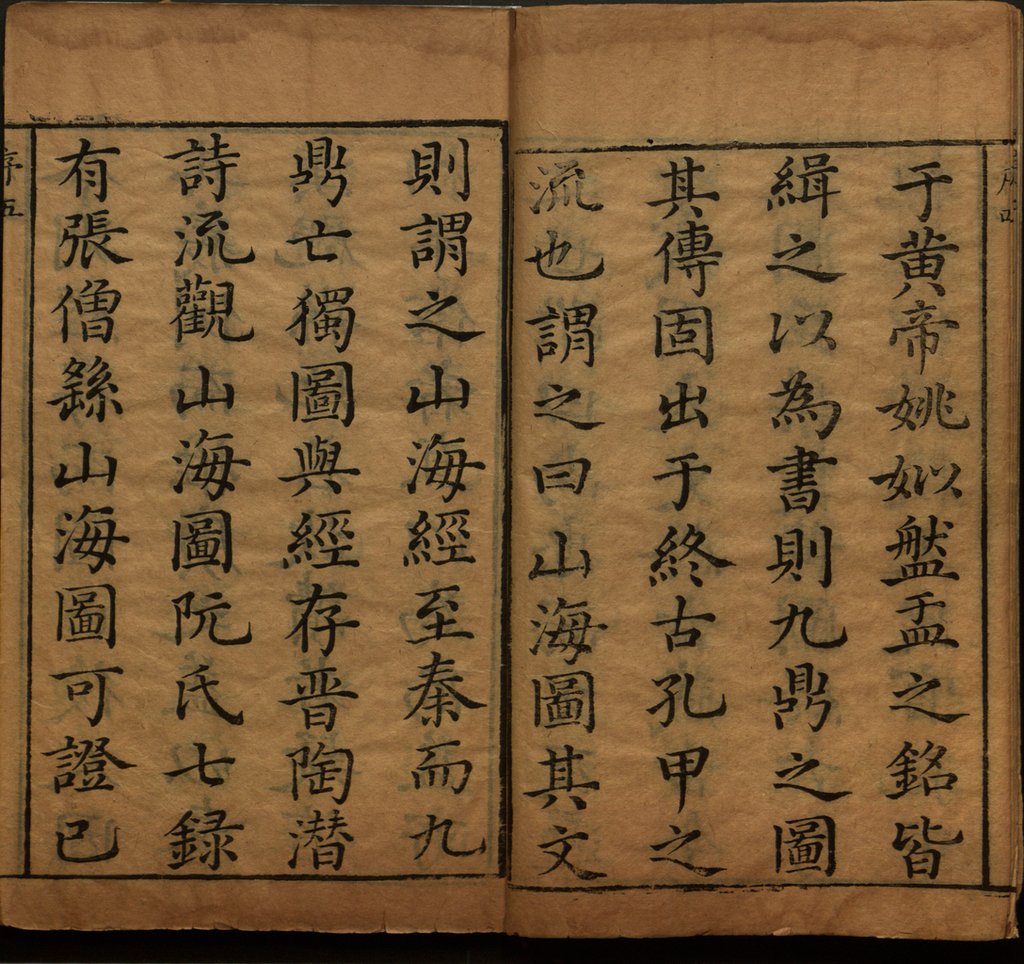 于黄帝姚姒盤盂之銘皆
緝之以為書則九鼎之圖
其傳固出于終古孔甲之
流也謂之曰山海圖其文
則謂之山海經至秦而九
鼎亡獨圖與經存晋陶潜
詩流觀山海圖阮氏七録
有張僧繇山海圖可證已
序五